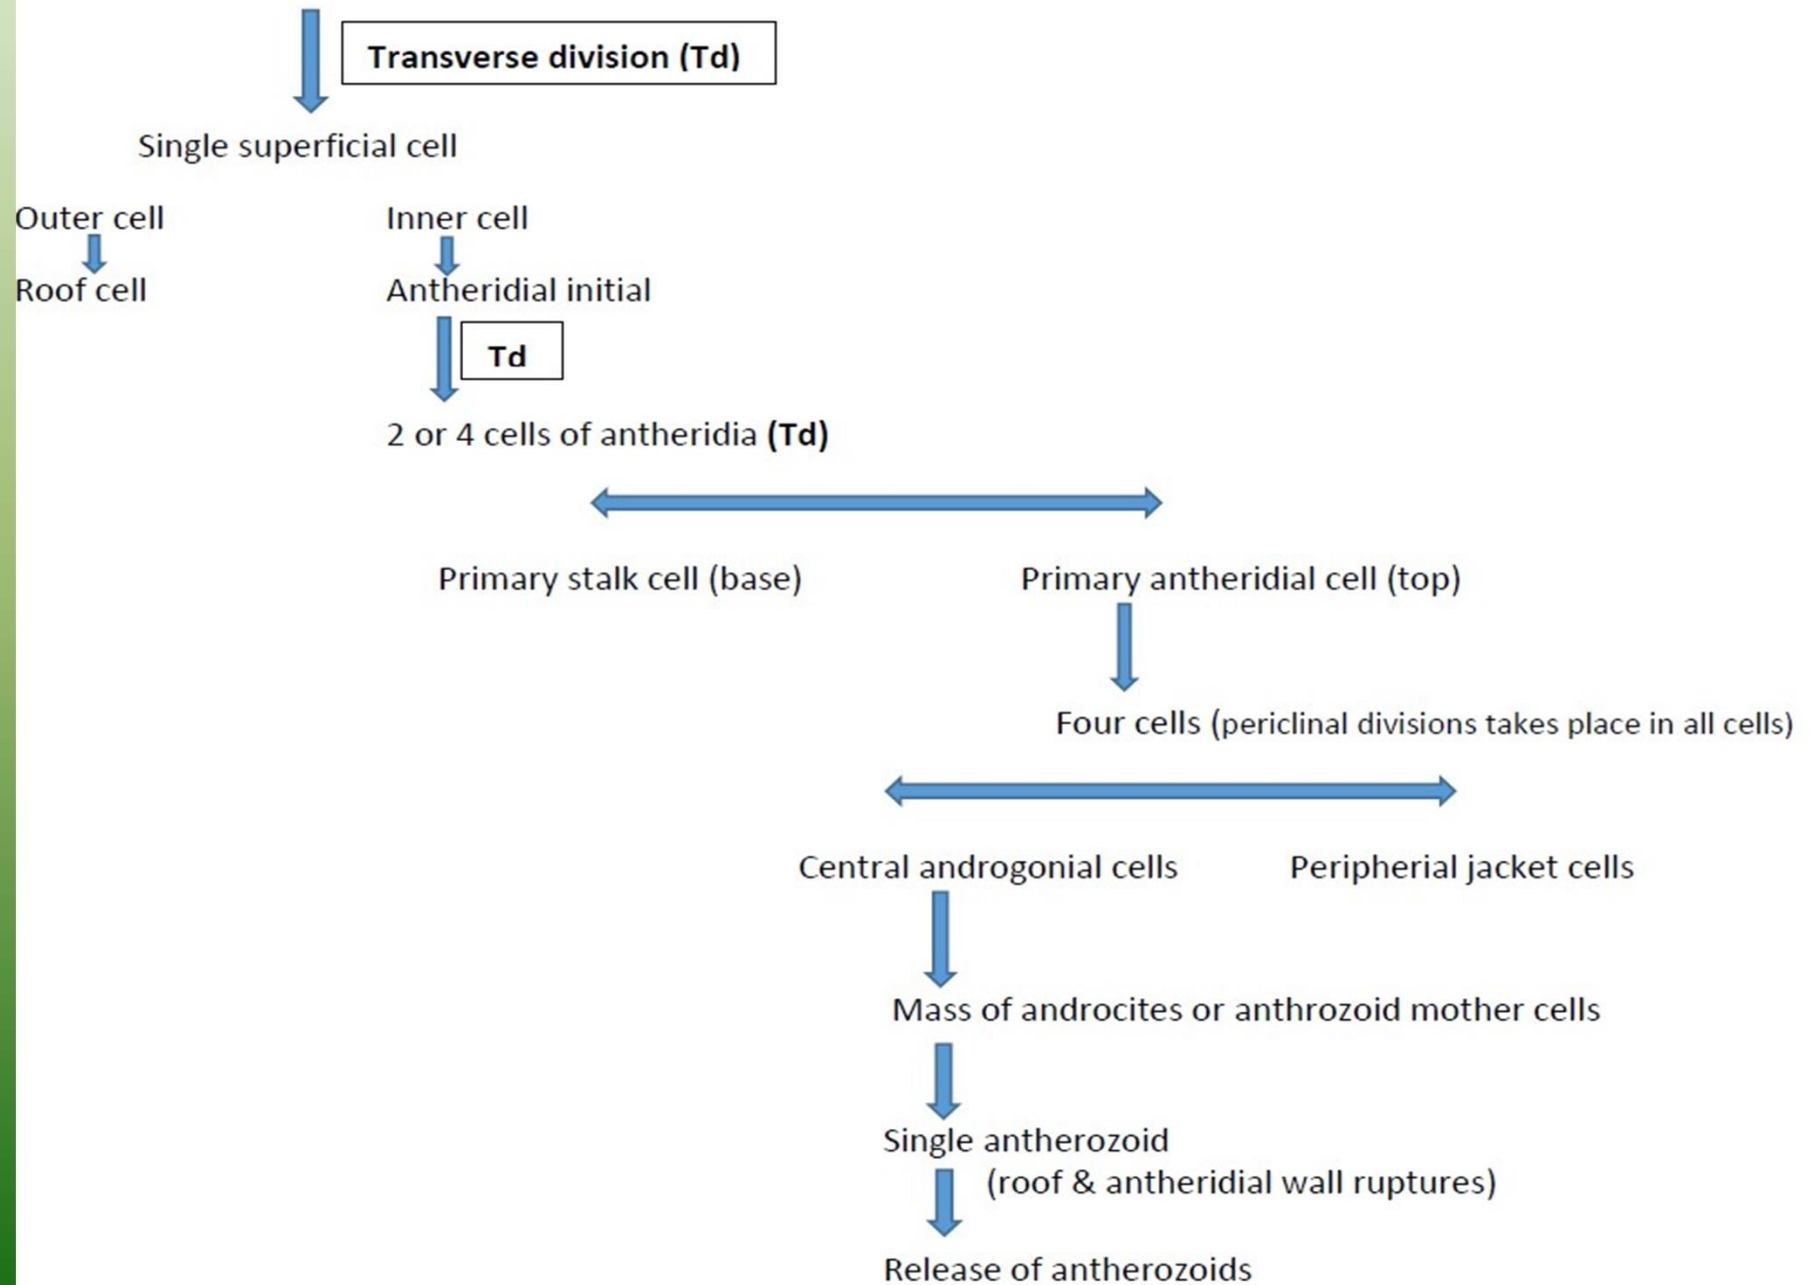 Transverse division (Td)
Single superficial cell
Outer cell
Inner cell
Roof cell
Antheridial initial
Td
2 or 4 cells of antheridia (Td)
Primary stalk cell (base)
Primary antheridial cell (top)
Four cells (periclinal divisions takes place in all cells)
Central androgonial cells
Peripherial jacket cells
Mass of androcites or anthrozoid mother cells
Single antherozoid
(roof & antheridial wall ruptures)
Release of antherozoids